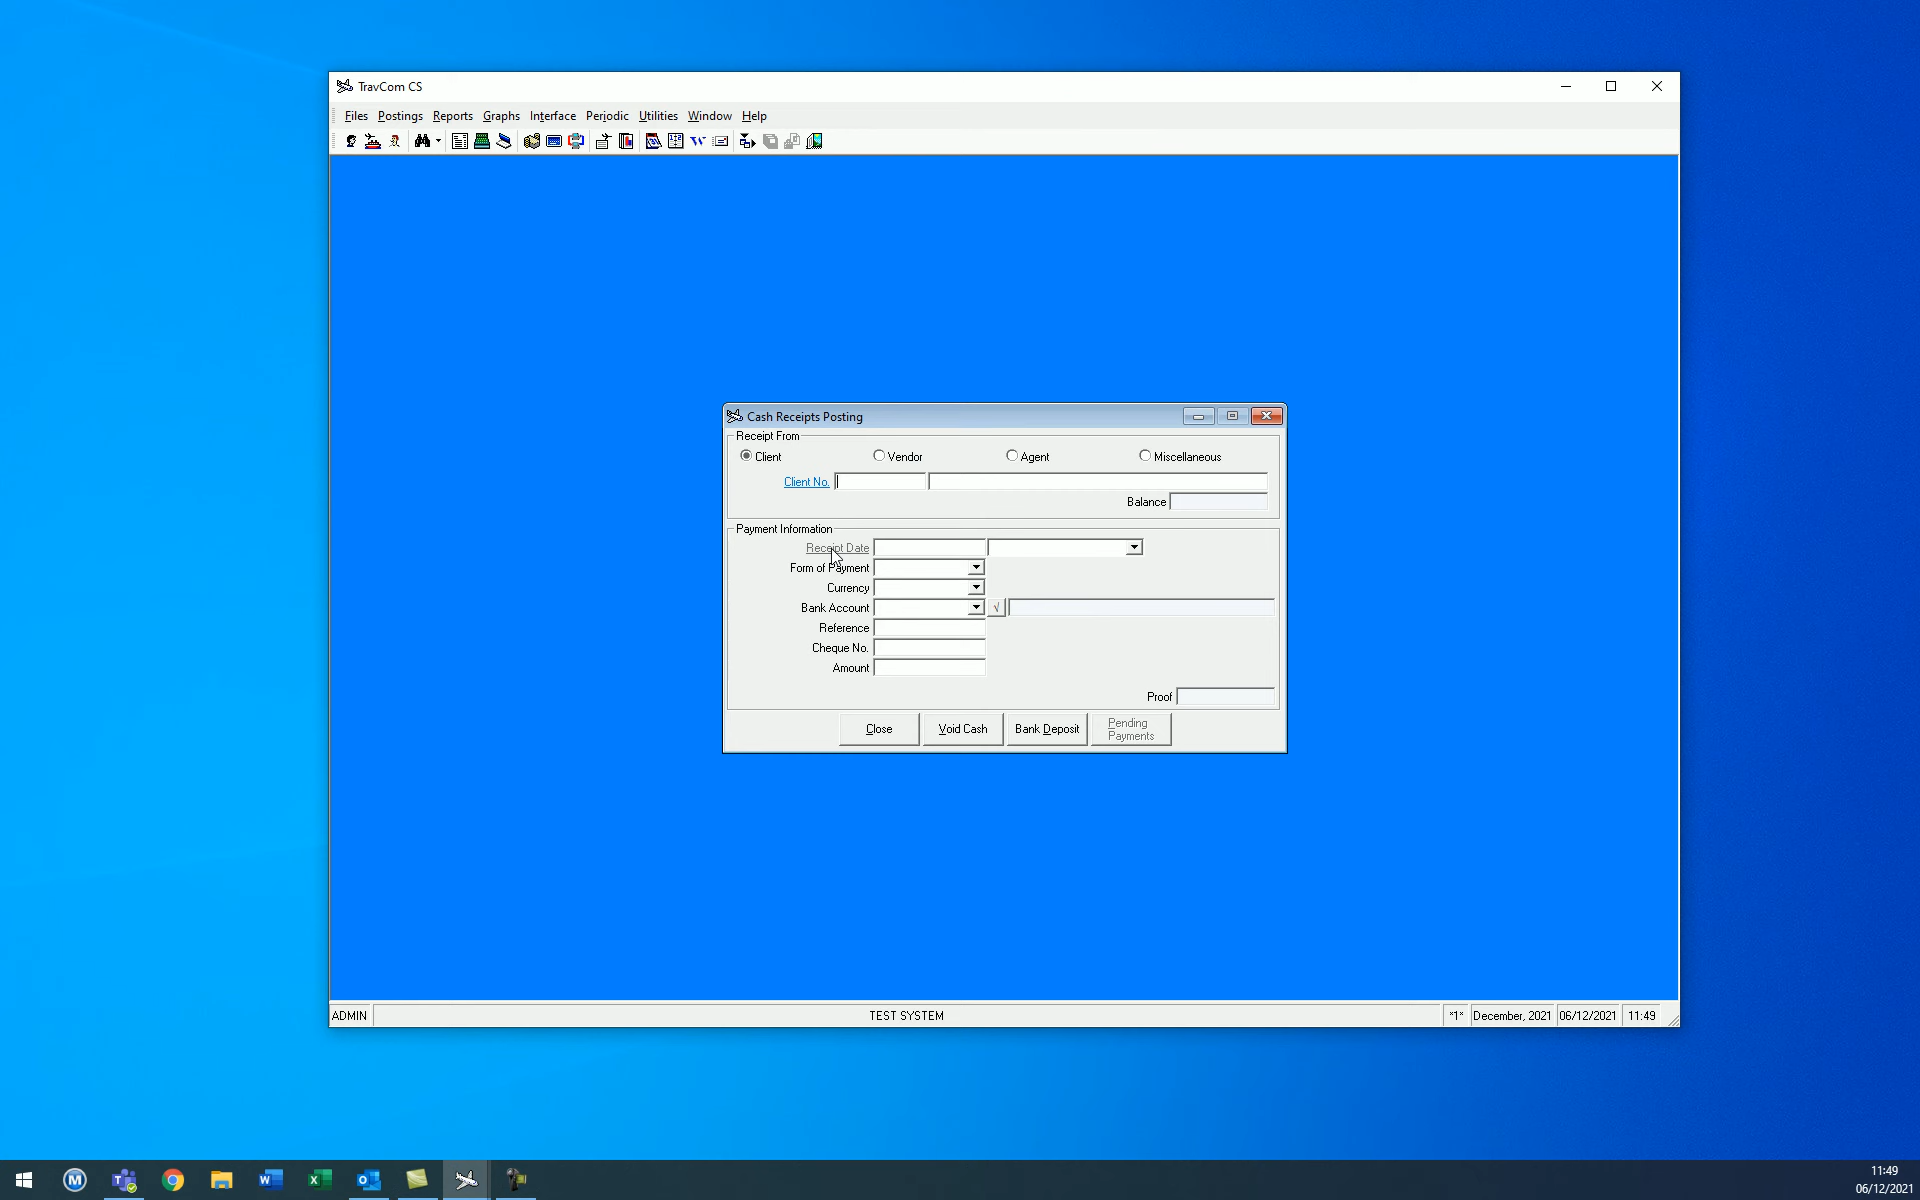 TravCom CS
Files Postings Reports Graphs Interface Periodic Utilities Window Help
Cash Receipts Posting
Receipt From
Client Vendor Agent Miscellaneous
Client No.
Balance
Payment Information
Receipt Date
Form of Payment
Currency
Bank Account √
Reference
Cheque No.
Amount
Proof
Close Void Cash Bank Deposit Pending Payments
ADMIN TEST SYSTEM *1* December, 2021 06/12/2021 11:49
11:49
06/12/2021